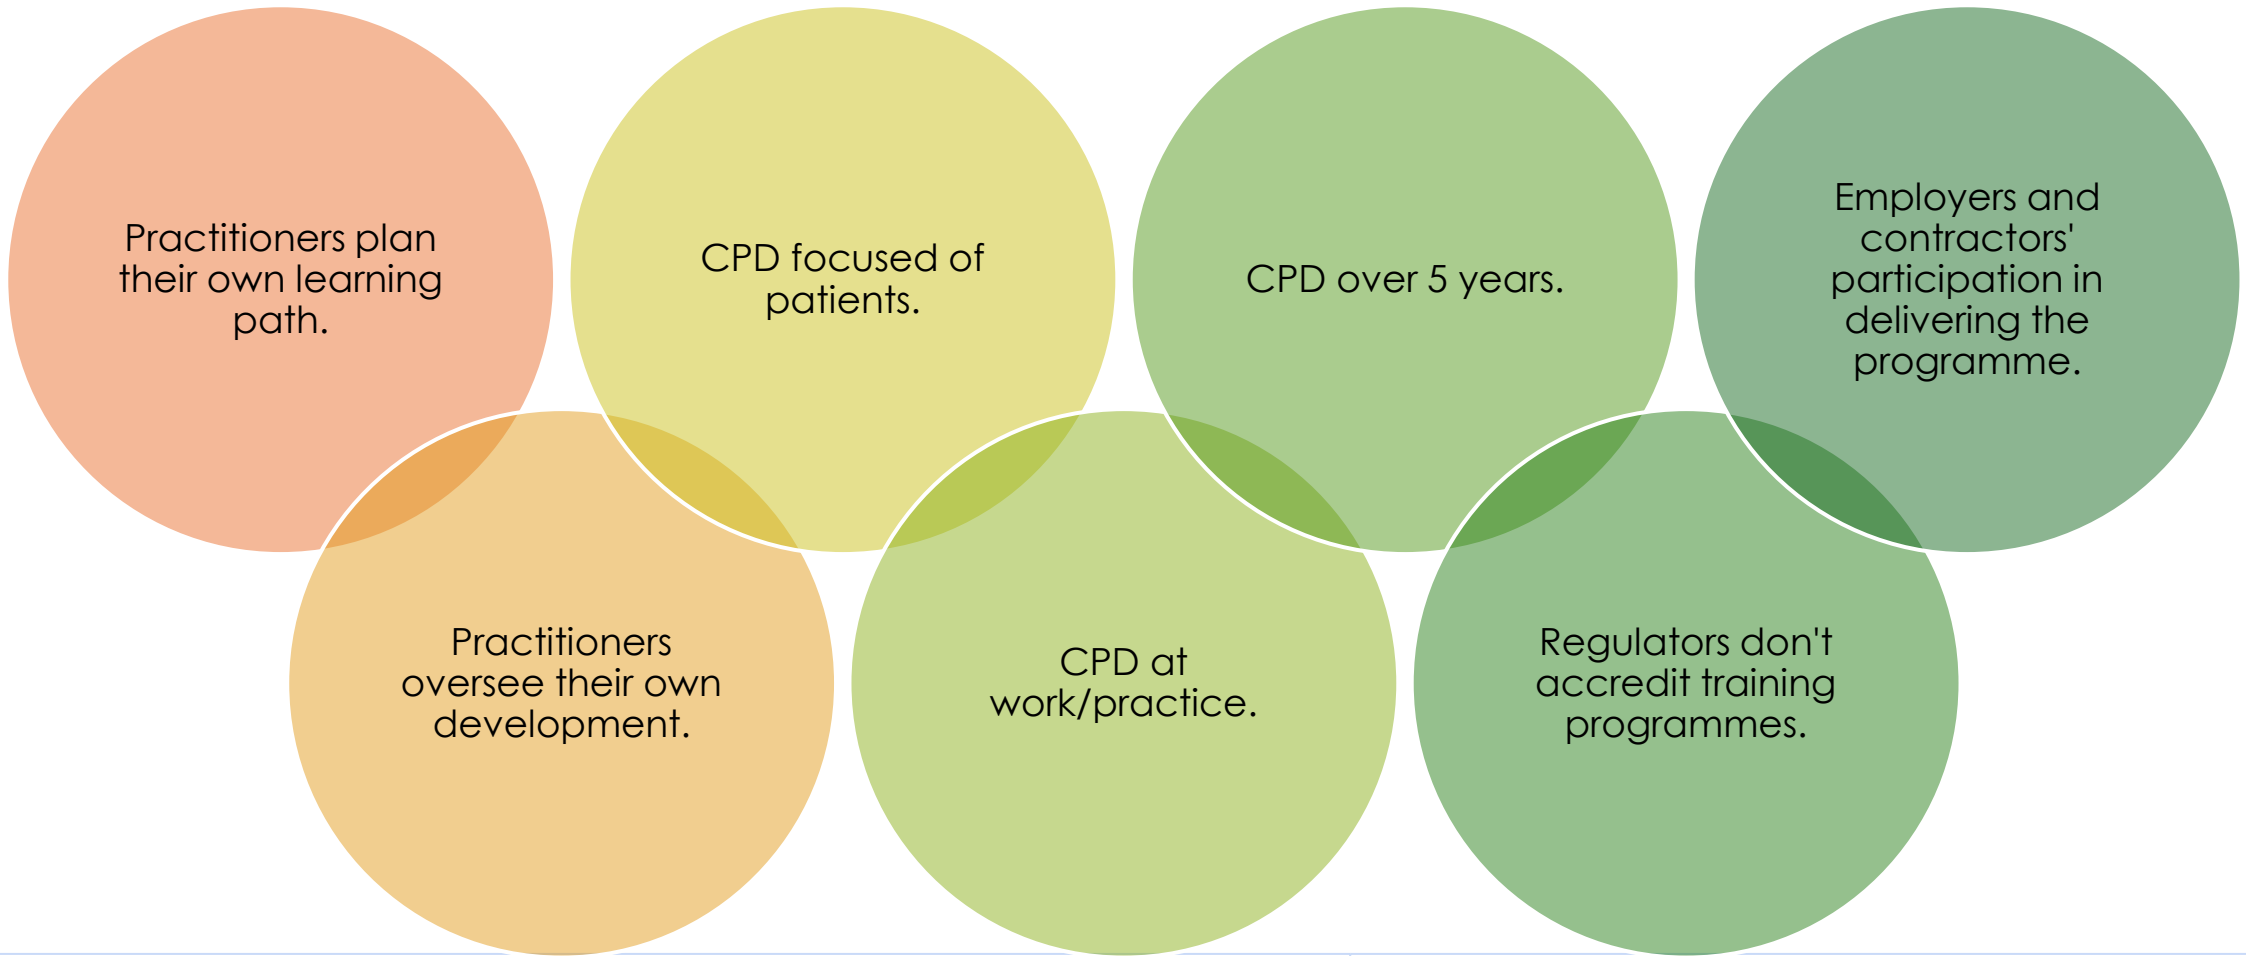 Practitioners plan
their own learning
path.
Practitioners
oversee their own
development.
CPD focused of
patients.
CPD at
work/practice.
CPD over 5 years.
Regulators don't
accredit training
programmes.
Employers and
contractors'
participation in
delivering the
programme.